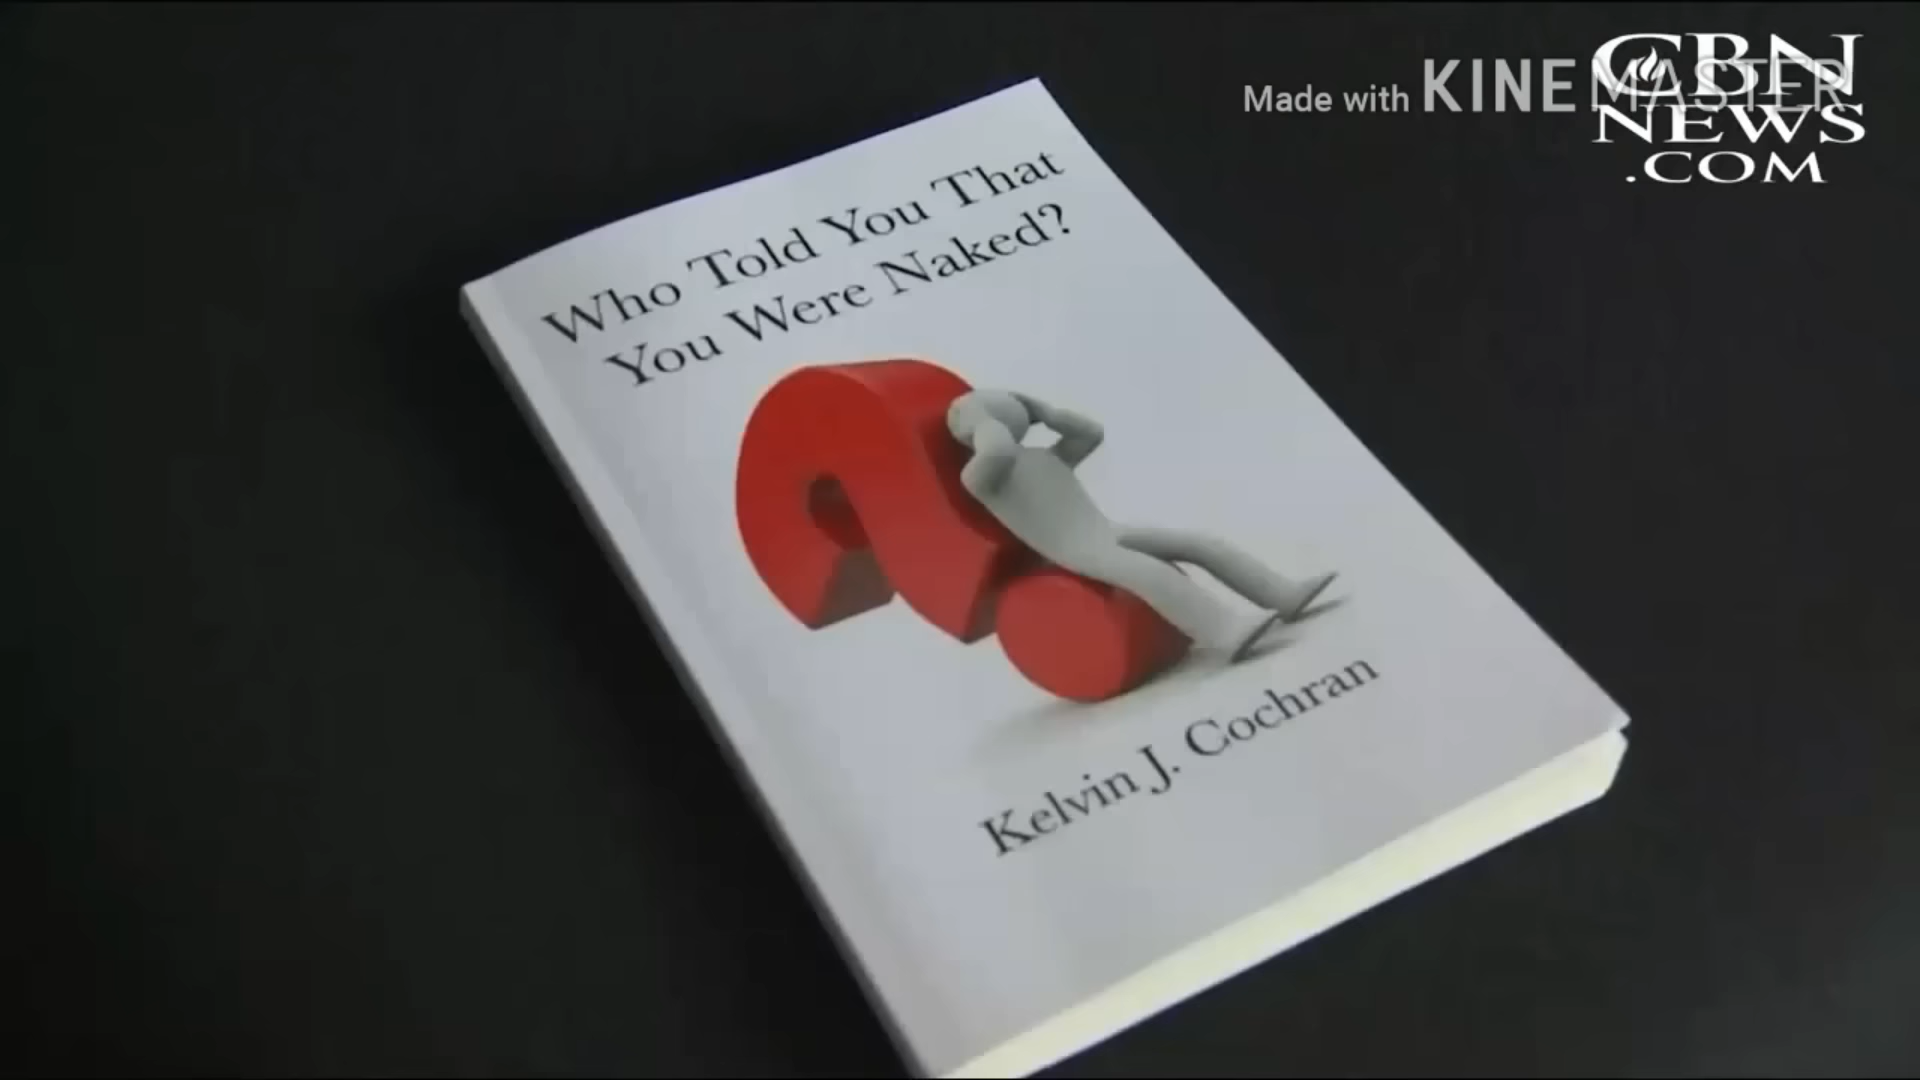 Made with KINEMASTER
CBN
NEWS
.COM
Who Told You That
You Were Naked?
Kelvin J. Cochran